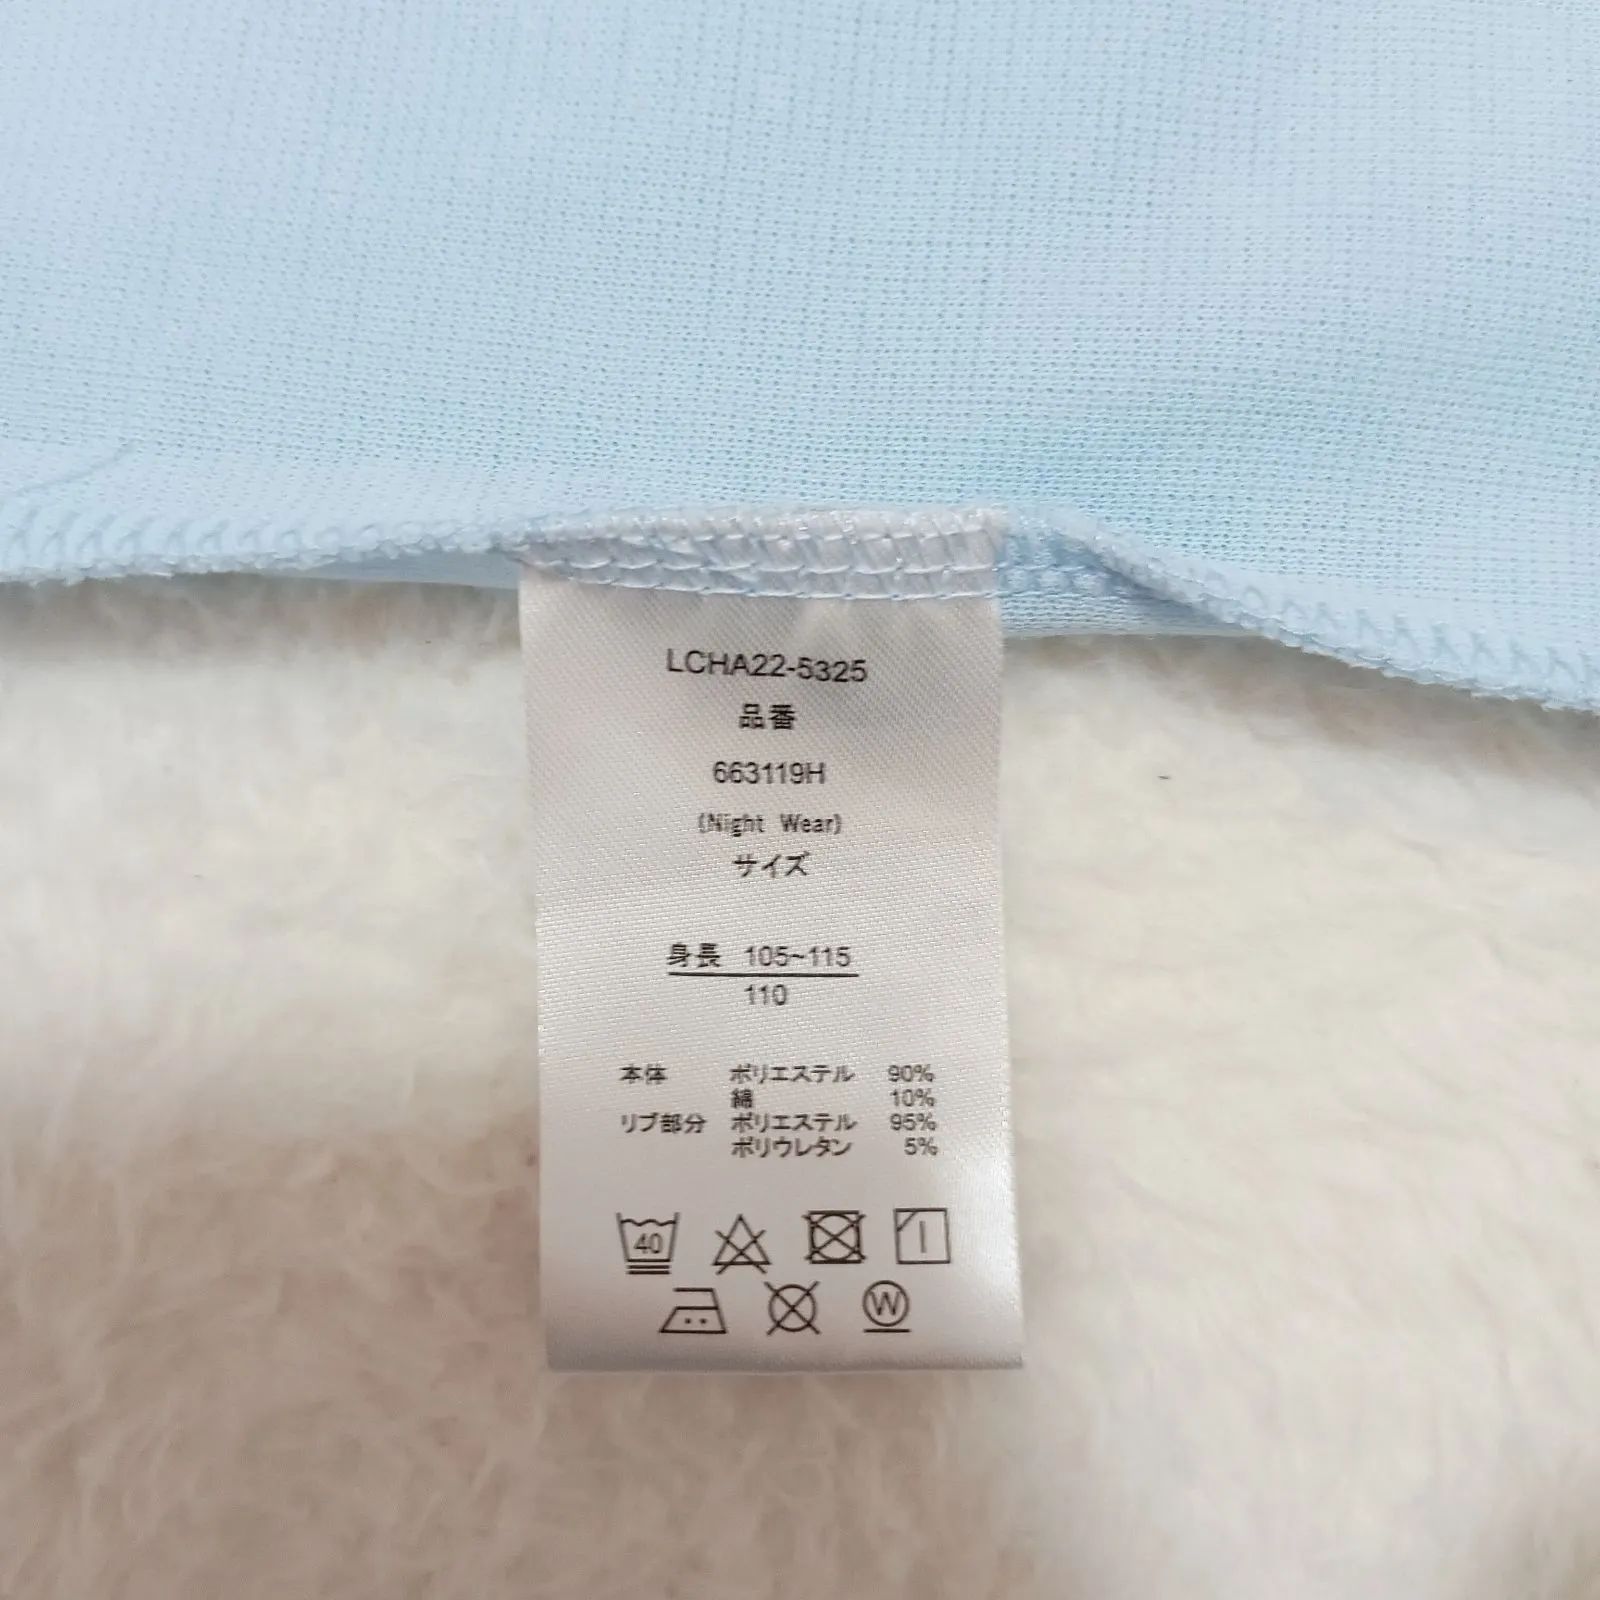 LCHA22-5325
品番
663119H
(Night Wear)
サイズ
身長 105~115
110
本体 ポリエステル 90%
綿 10%
リブ部分 ポリエステル 95%
ポリウレタン 5%
40
W